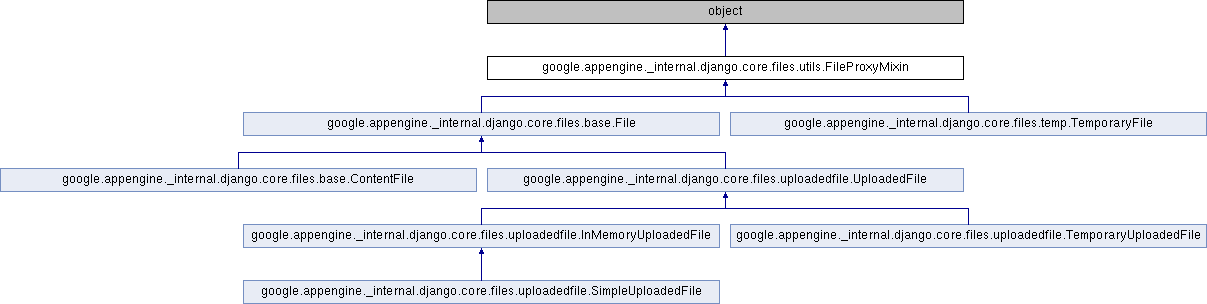 object
google.appengine._internal.django.core.files.utils.FileProxyMixin
google.appengine._internal.django.core.files.base.File
google.appengine._internal.django.core.files.temp.TemporaryFile
google.appengine._internal.django.core.files.base.ContentFile
google.appengine._internal.django.core.files.uploadedfile.UploadedFile
google.appengine._internal.django.core.files.uploadedfile.InMemoryUploadedFile
google.appengine._internal.django.core.files.uploadedfile.TemporaryUploadedFile
google.appengine._internal.django.core.files.uploadedfile.SimpleUploadedFile